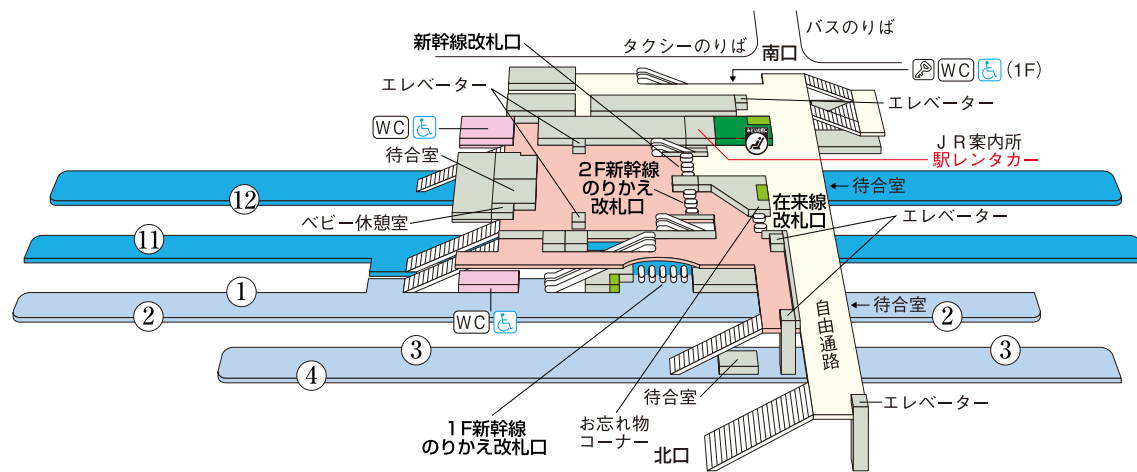 バスのりば
タクシーのりば
南口
新幹線改札口
WC
(1F)
エレベーター
エレベーター
WC
JR案内所
駅レンタカー
待合室
2F新幹線
のりかえ
改札口
待合室
⑫
在来線
改札口
ベビー休憩室
エレベーター
⑪
①
②
WC
待合室
②
自由通路
③
③
④
待合室
エレベーター
1F新幹線
のりかえ改札口
お忘れ物
コーナー
北口